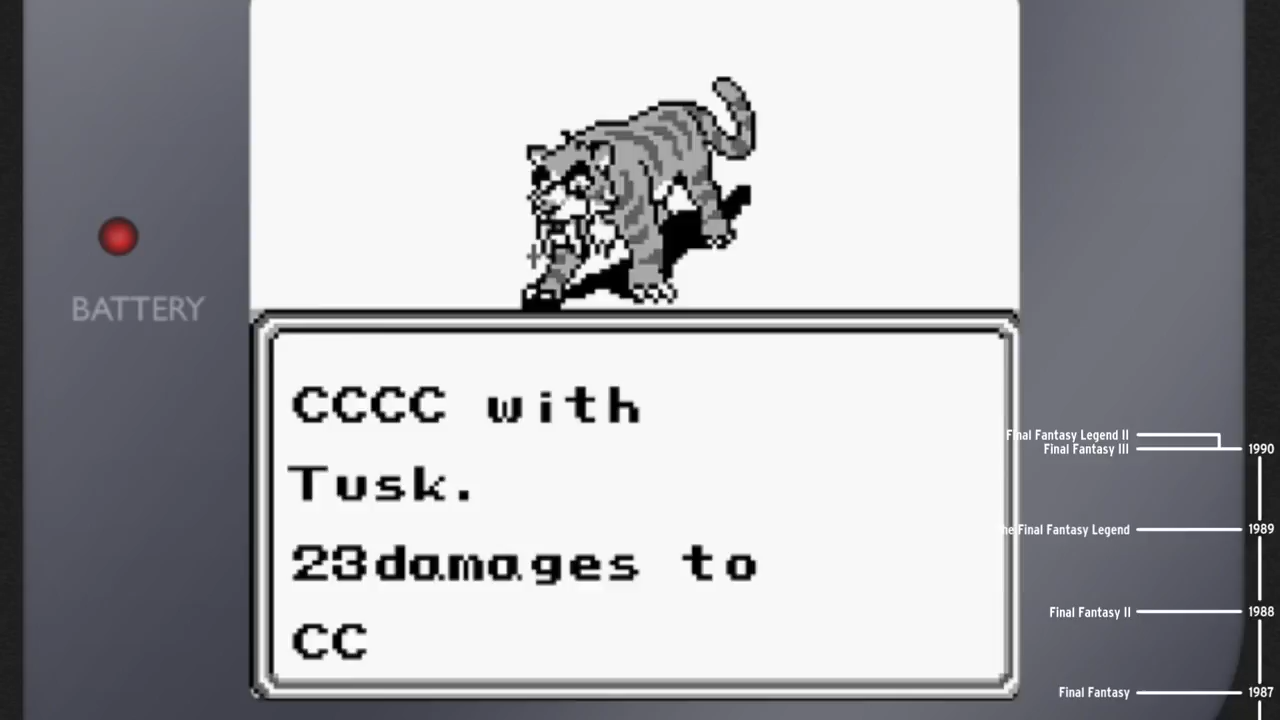 BATTERY
CCCC with
Tusk.
23damages to
CC
Final Fantasy Legend II
Final Fantasy III
1990
he Final Fantasy Legend
1989
Final Fantasy II
1988
Final Fantasy
1987